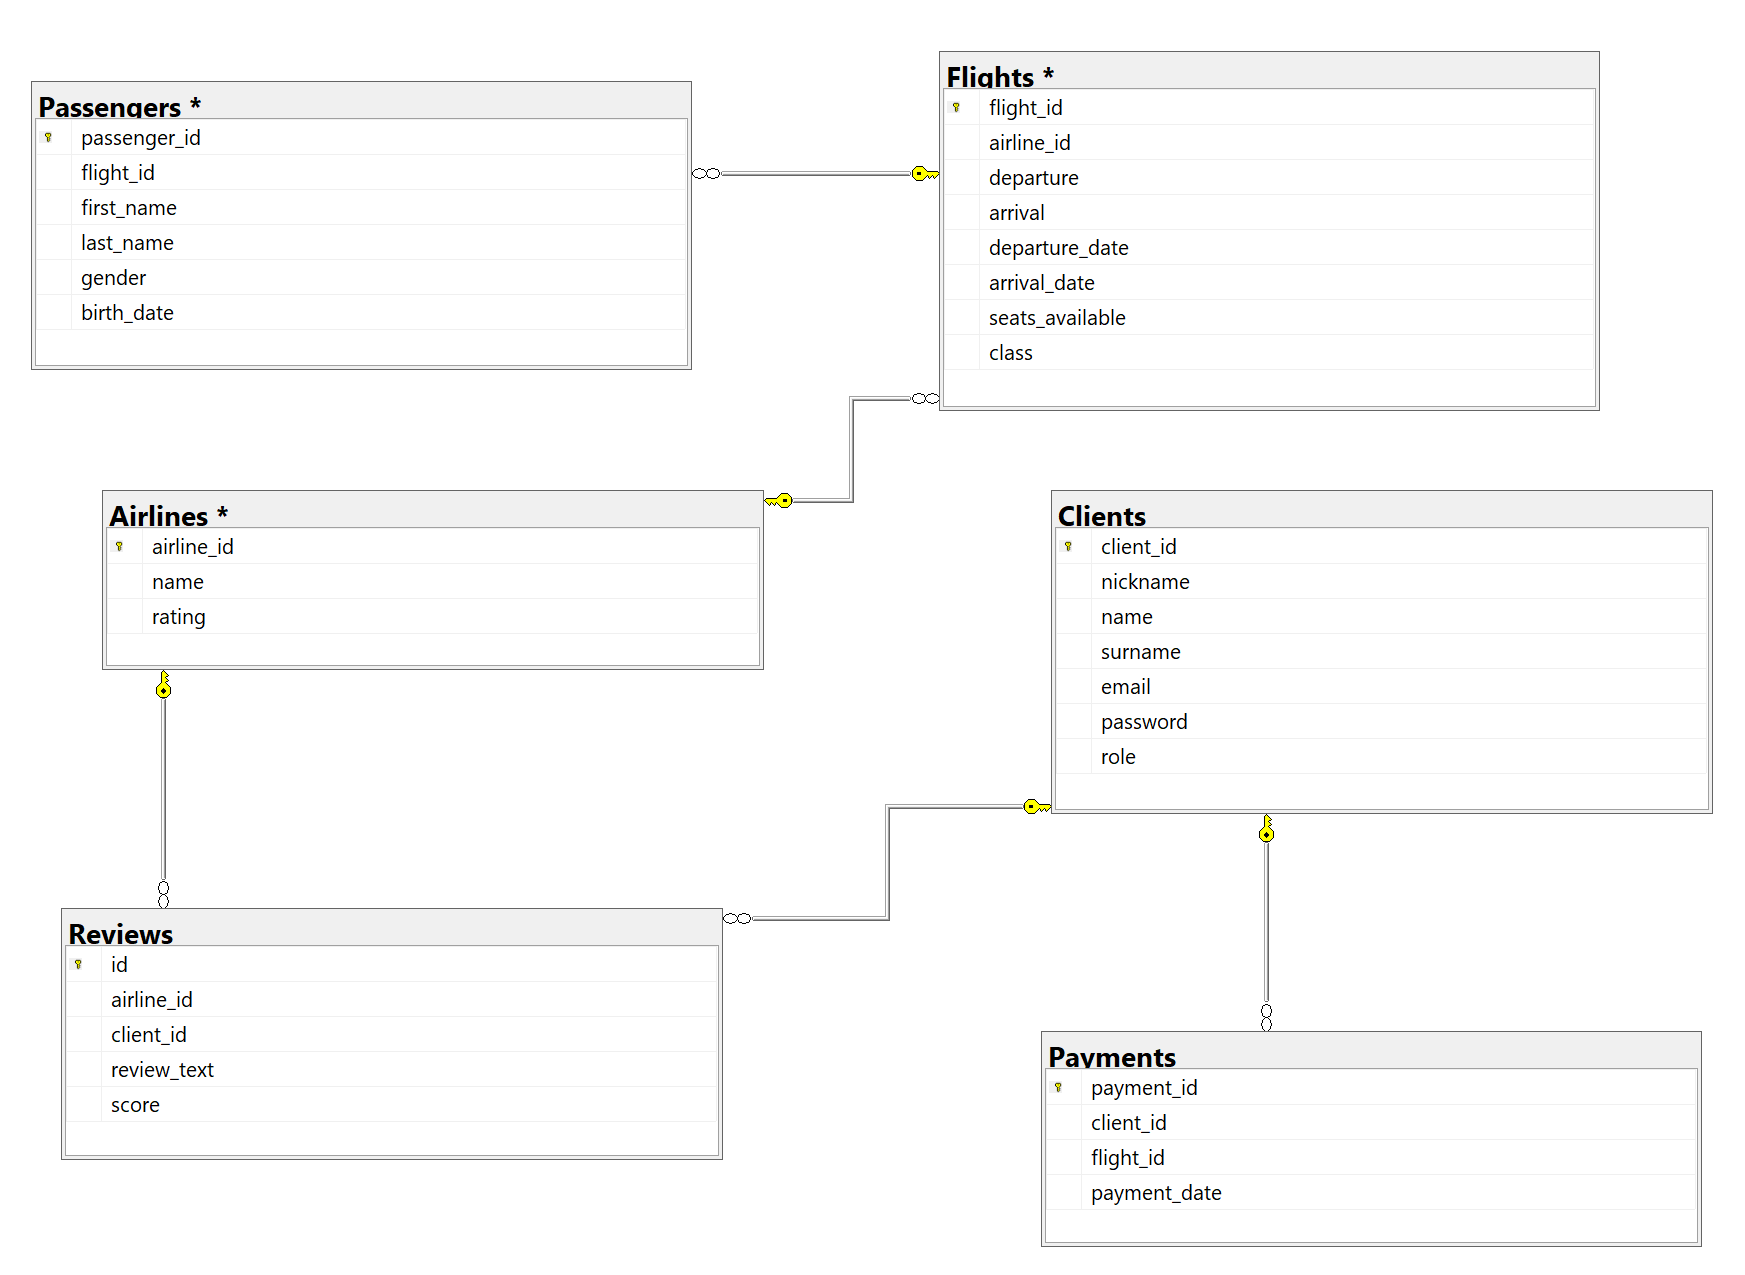 Passengers *
passenger_id
flight_id
first_name
last_name
gender
birth_date
Flights *
flight_id
airline_id
departure
arrival
departure_date
arrival_date
seats_available
class
Airlines *
airline_id
name
rating
Clients
client_id
nickname
name
surname
email
password
role
Reviews
id
airline_id
client_id
review_text
score
Payments
payment_id
client_id
flight_id
payment_date